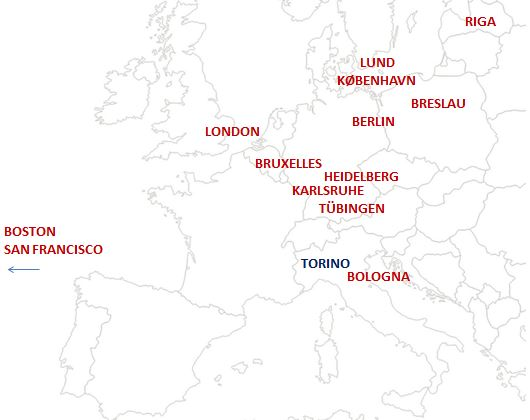 RIGA
LUND
KØBENHAVN
BRESLAU
BERLIN
LONDON
BRUXELLES
HEIDELBERG
KARLSRUHE
TÜBINGEN
BOSTON
SAN FRANCISCO
TORINO
BOLOGNA